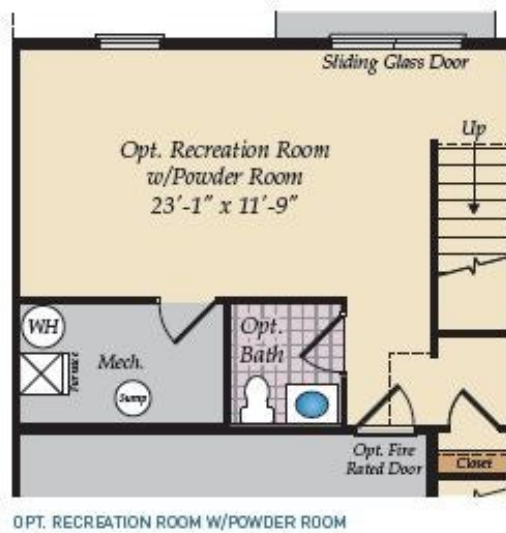 Sliding Glass Door
Up
Opt. Recreation Room
w/Powder Room
23'-1" x 11'-9"
WH
Furnace
Mech.
Sump
Opt.
Bath
Opt. Fire
Rated Door
Closet
OPT. RECREATION ROOM W/POWDER ROOM